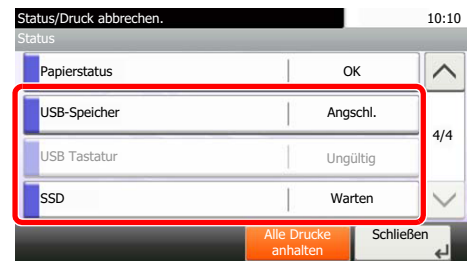 Status/Druck abbrechen. 10:10
Status
Papierstatus OK
USB-Speicher Angschl.
4/4
USB Tastatur Ungültig
SSD Warten
Alle Drucke anhalten Schließen